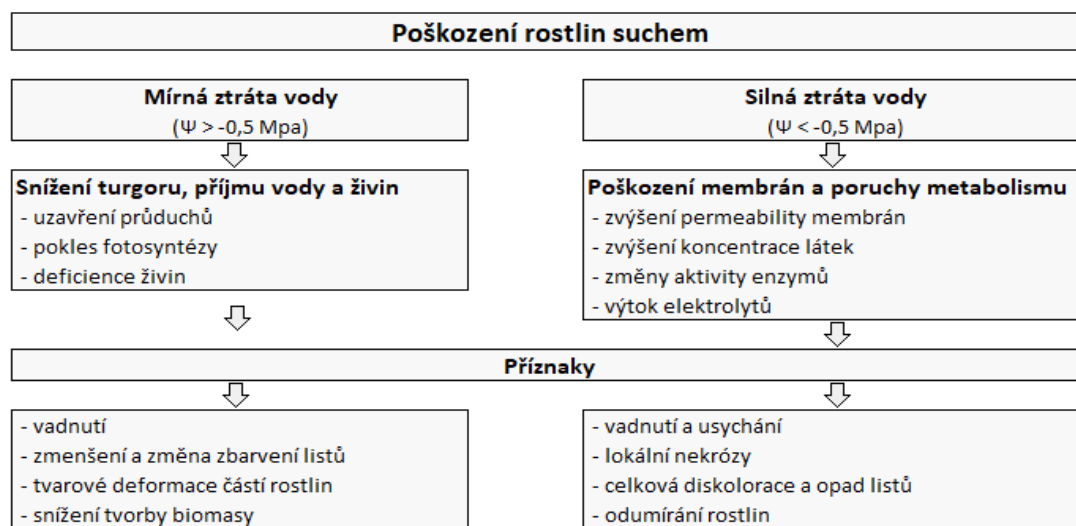 Poškození rostlin suchem
Mírná ztráta vody
(Ψ > -0,5 Mpa)
Silná ztráta vody
(Ψ < -0,5 Mpa)
Snížení turgoru, příjmu vody a živin
- uzavření průduchů
- pokles fotosyntézy
- deficience živin
Poškození membrán a poruchy metabolismu
- zvýšení permeability membrán
- zvýšení koncentrace látek
- změny aktivity enzymů
- výtok elektrolytů
Příznaky
- vadnutí
- zmenšení a změna zbarvení listů
- tvarové deformace částí rostlin
- snížení tvorby biomasy
- vadnutí a usychání
- lokální nekrózy
- celková diskolorace a opad listů
- odumírání rostlin